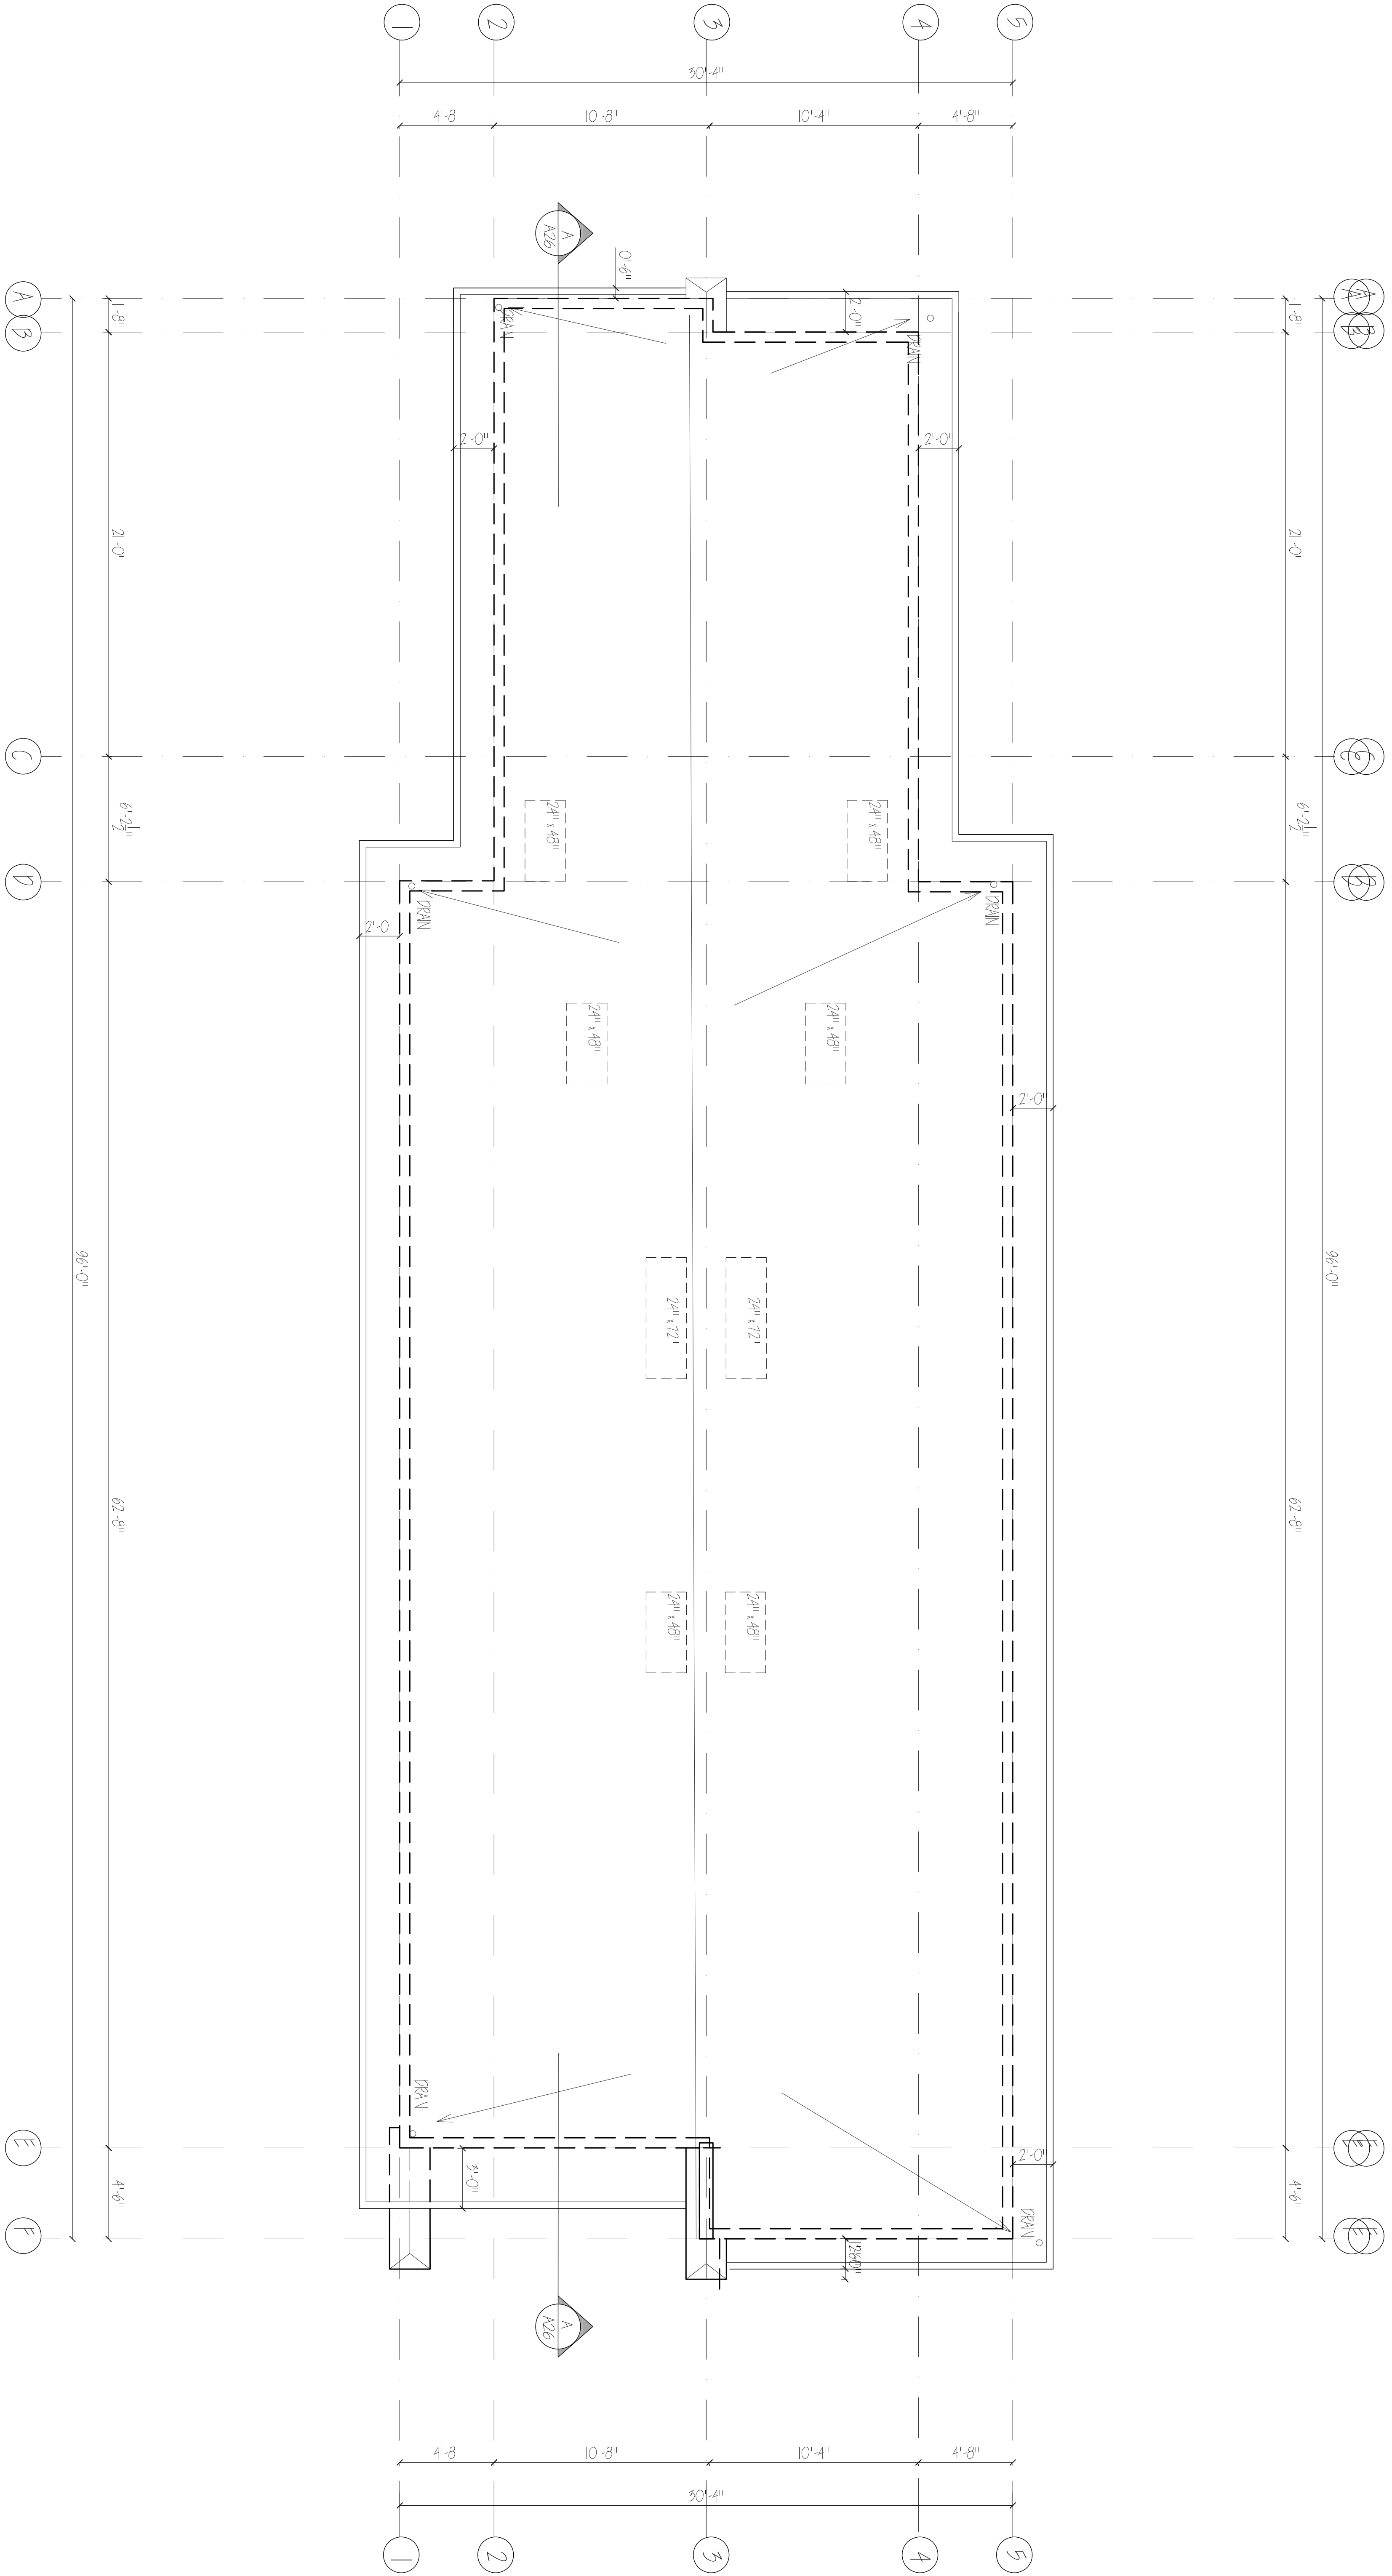 1
2
3
4
5
30'-4"
4'-8"
10'-8"
10'-4"
4'-8"
A
A26
0'-6"
2'-0"
A
B
1'-8"
A
B
1'-8"
DRAIN
DRAIN
2'-0"
2'-0'
21'-0"
21'-0"
C
C
6'-2 1/2"
6'-2 1/2"
24" x 48"
24" x 48"
D
D
DRAIN
DRAIN
2'-0"
24" x 48"
24" x 48"
2'-0'
96'-0"
96'-0"
24" x 72"
24" x 72"
62'-8"
62'-8"
24" x 48"
24" x 48"
DRAIN
E
E
2'-0'
3'-0"
4'-6"
4'-6"
DRAIN
F
F
A
A26
4'-8"
10'-8"
10'-4"
4'-8"
30'-4"
1
2
3
4
5